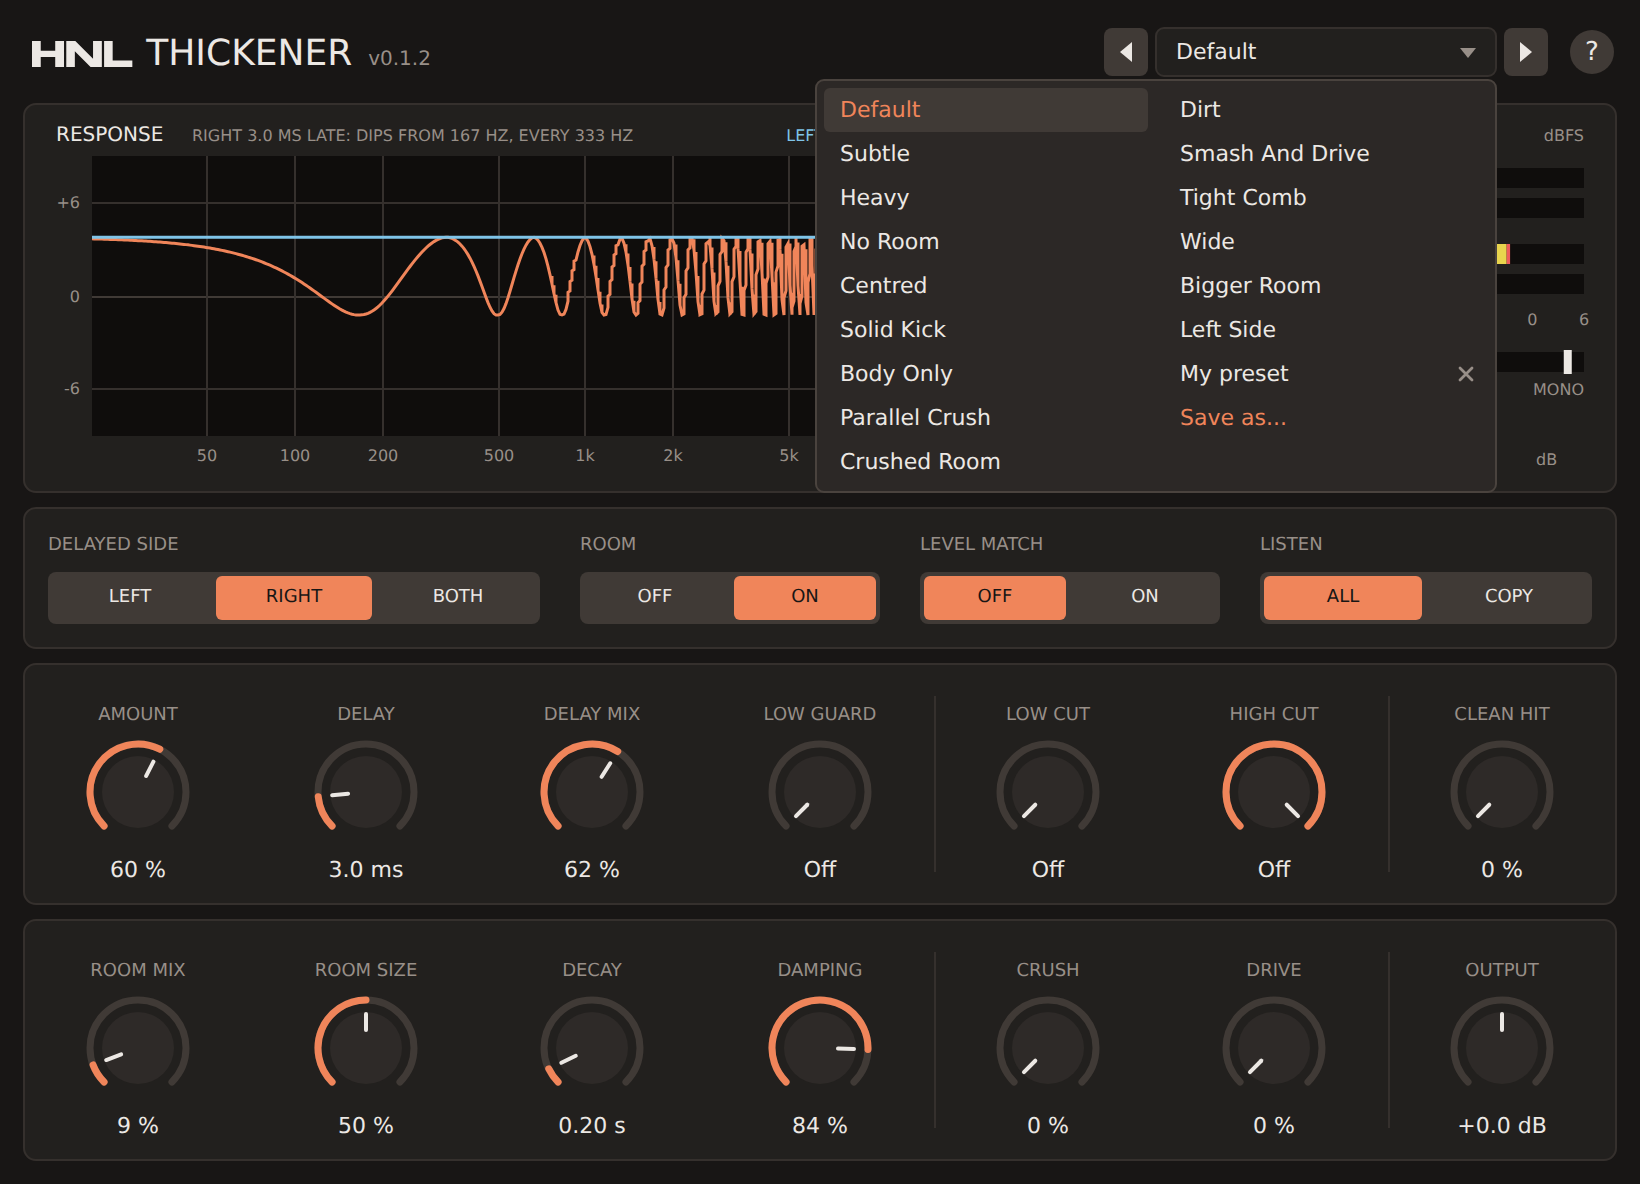 HNL THICKENER v0.1.2
Default
?
RESPONSE
RIGHT 3.0 MS LATE: DIPS FROM 167 HZ, EVERY 333 HZ
dBFS
+6
0
-6
50 100 200 500 1k 2k 5k
Default
Subtle
Heavy
No Room
Centred
Solid Kick
Body Only
Parallel Crush
Crushed Room
Dirt
Smash And Drive
Tight Comb
Wide
Bigger Room
Left Side
My preset
Save as...
0 6
MONO
dB
DELAYED SIDE
LEFT RIGHT BOTH
ROOM
OFF ON
LEVEL MATCH
OFF ON
LISTEN
ALL COPY
AMOUNT DELAY DELAY MIX LOW GUARD LOW CUT HIGH CUT CLEAN HIT
60 % 3.0 ms 62 % Off Off Off 0 %
ROOM MIX ROOM SIZE DECAY DAMPING CRUSH DRIVE OUTPUT
9 % 50 % 0.20 s 84 % 0 % 0 % +0.0 dB